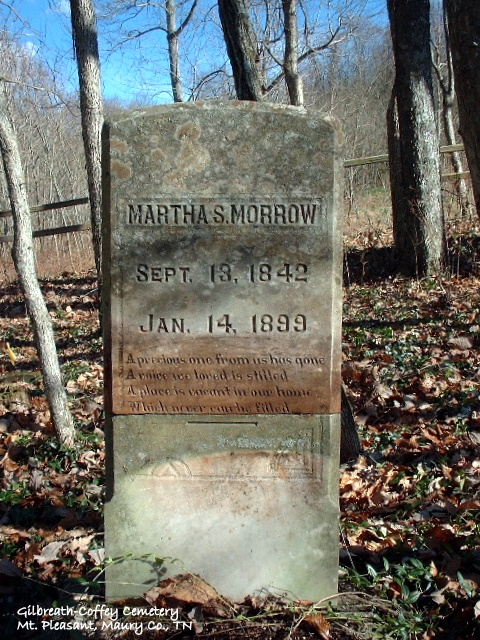 MARTHA S. MORROW
SEPT. 13, 1842
JAN. 14, 1899
A precious one from us has gone
A voice we loved is stilled
A place is vacant in our home
Which never can be filled
Gilbreath-Coffey Cemetery
Mt. Pleasant, Maury Co., TN